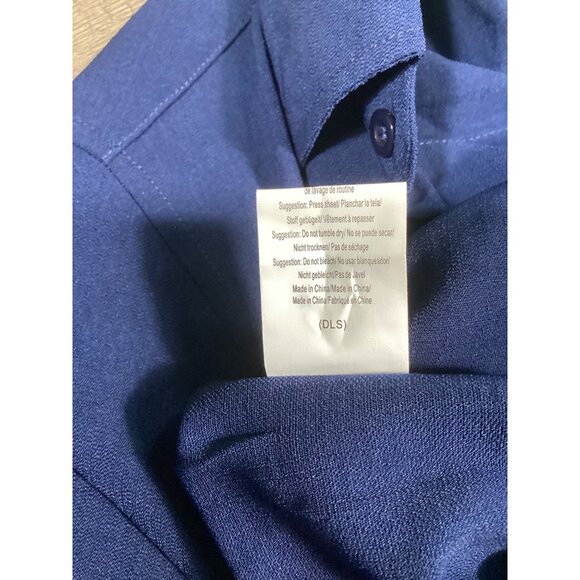 de lavage de routine
Suggestion: Press sheet/ Planchar la tela/
Stoff gebügelt/ Vêtement à repasser
Suggestion: Do not tumble dry/ No se puede secar/
Nicht trocknen/ Pas de séchage
Suggestion: Do not bleach/ No usar blanqueador/
Nicht gebleicht/Pas de Javel
Made in China/Made in China/
Made in China/Fabriqué en Chine
(DLS)